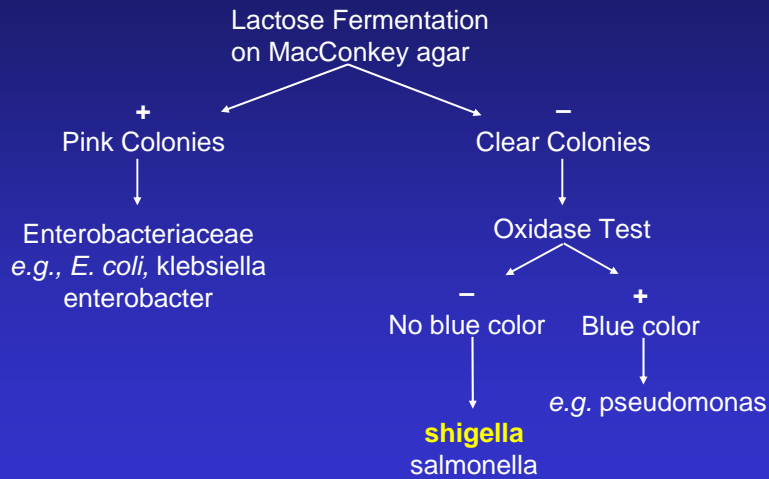 Lactose Fermentation
on MacConkey agar
+
Pink Colonies
Enterobacteriaceae
e.g., E. coli, klebsiella
enterobacter
–
Clear Colonies
Oxidase Test
–
No blue color
shigella
salmonella
+
Blue color
e.g. pseudomonas